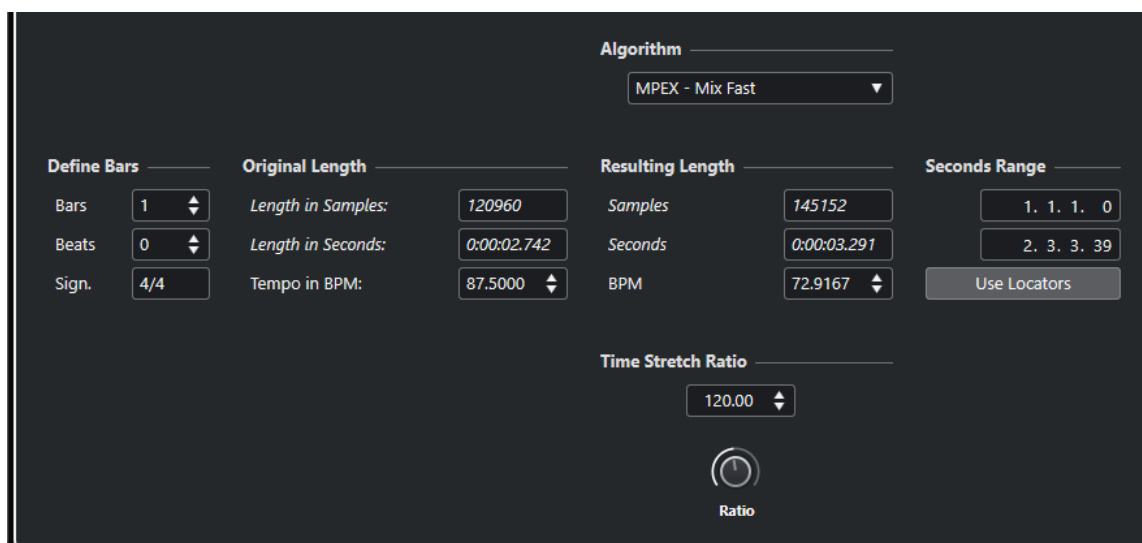 Algorithm
MPEX - Mix Fast
Define Bars
Original Length
Resulting Length
Seconds Range
Bars 1
Length in Samples: 120960
Samples 145152
1. 1. 1. 0
Beats 0
Length in Seconds: 0:00:02.742
Seconds 0:00:03.291
2. 3. 3. 39
Sign. 4/4
Tempo in BPM: 87.5000
BPM 72.9167
Use Locators
Time Stretch Ratio
120.00
Ratio